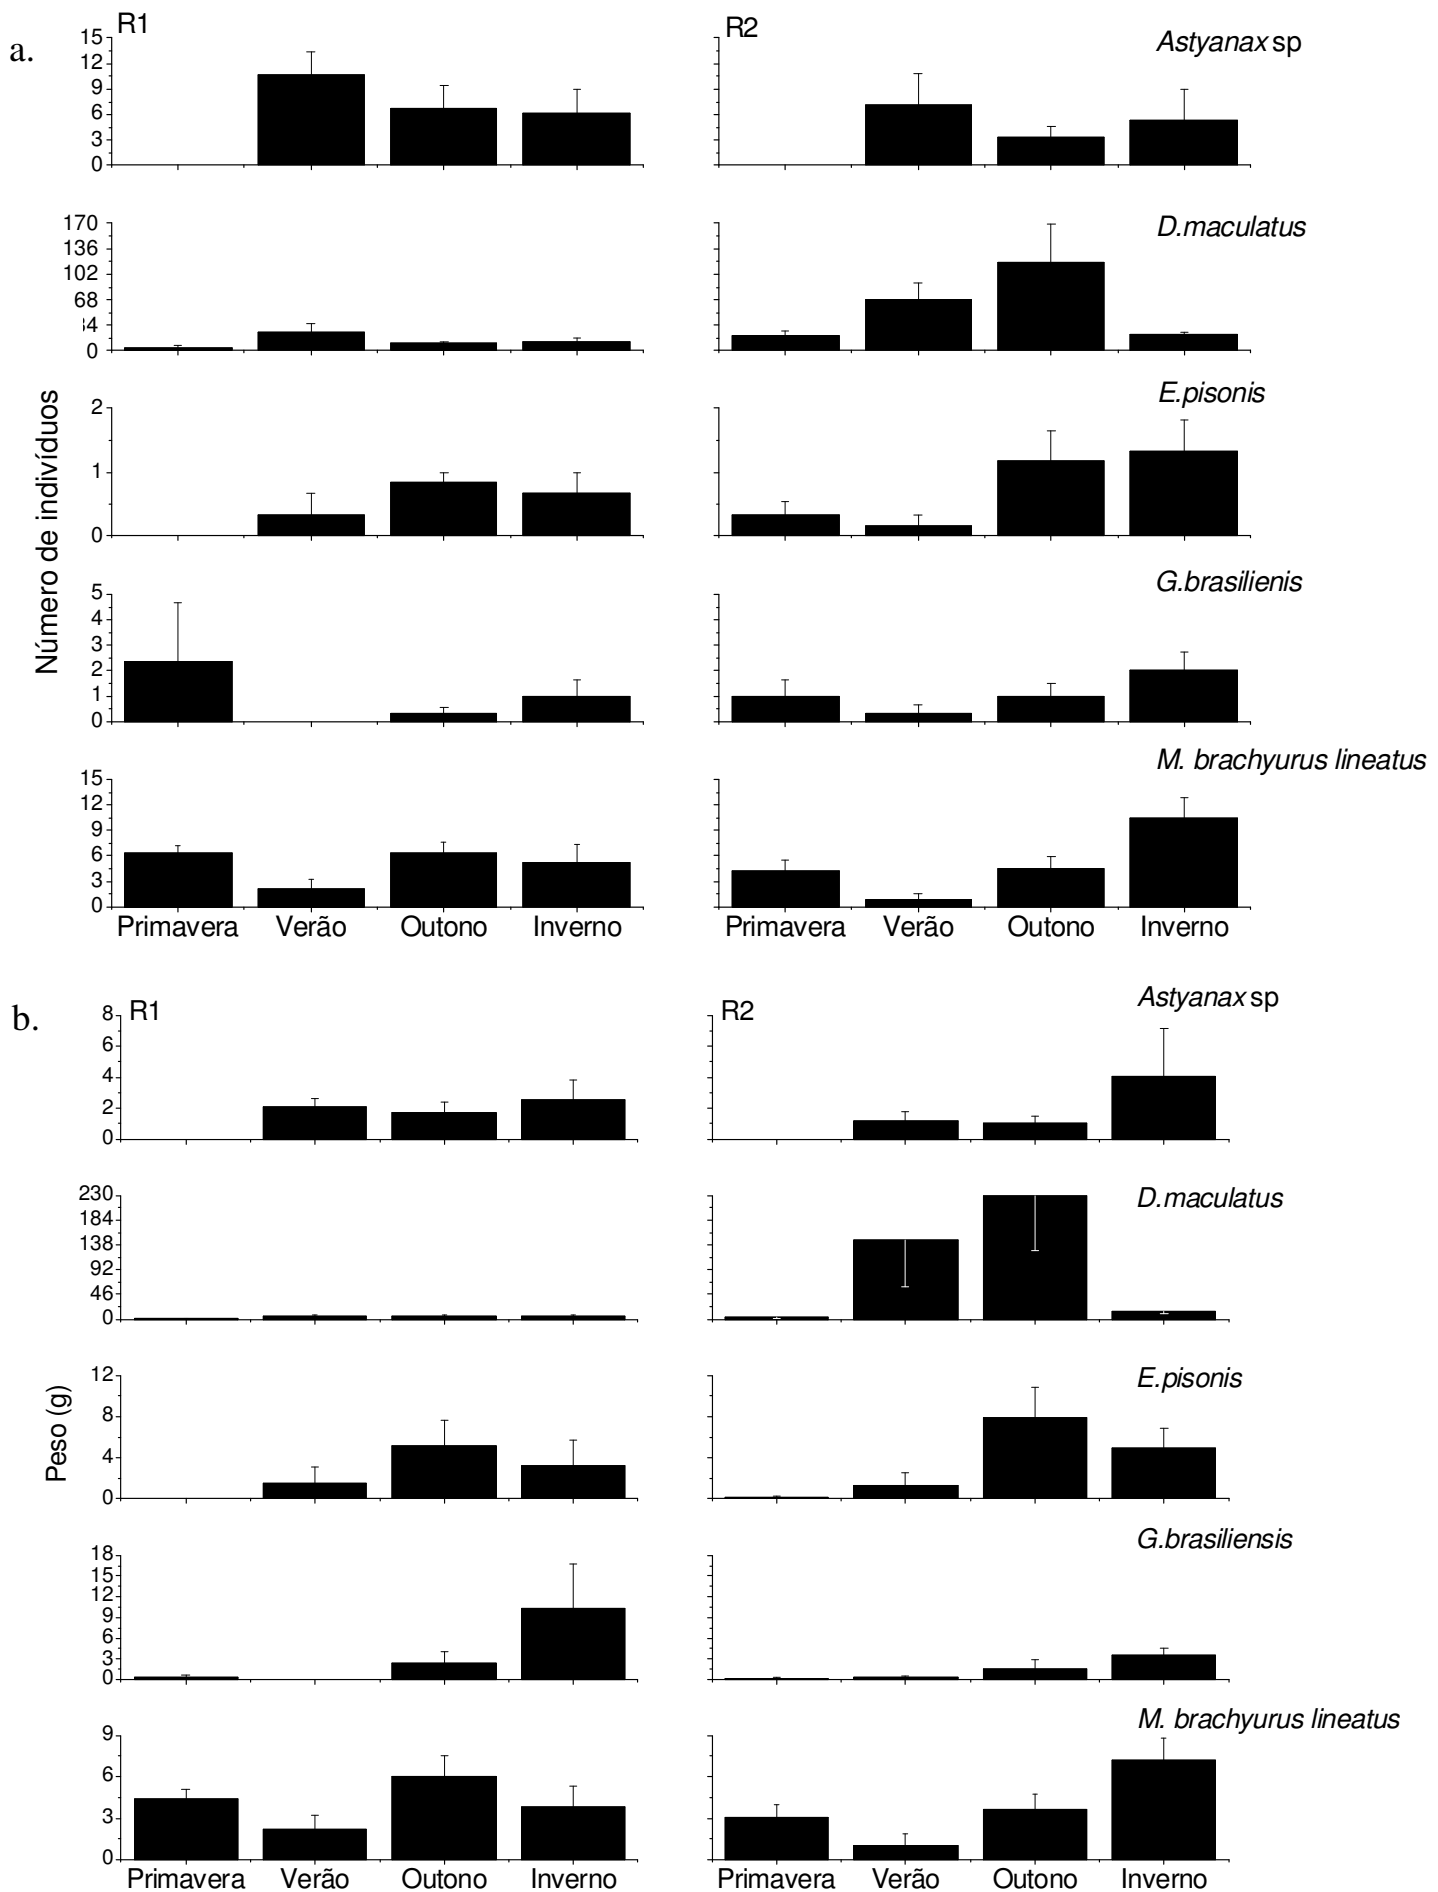 a.
R1
R2
Astyanax sp
15
12
9
6
3
0
D.maculatus
170
136
102
68
34
0
E.pisonis
2
1
0
G.brasilienis
5
4
3
2
1
0
M. brachyurus lineatus
15
12
9
6
3
0
Número de indivíduos
Primavera Verão Outono Inverno
Primavera Verão Outono Inverno
b.
R1
R2
Astyanax sp
8
6
4
2
0
D.maculatus
230
184
138
92
46
0
E.pisonis
12
8
4
0
G.brasiliensis
18
15
12
9
6
3
0
M. brachyurus lineatus
9
6
3
0
Peso (g)
Primavera Verão Outono Inverno
Primavera Verão Outono Inverno